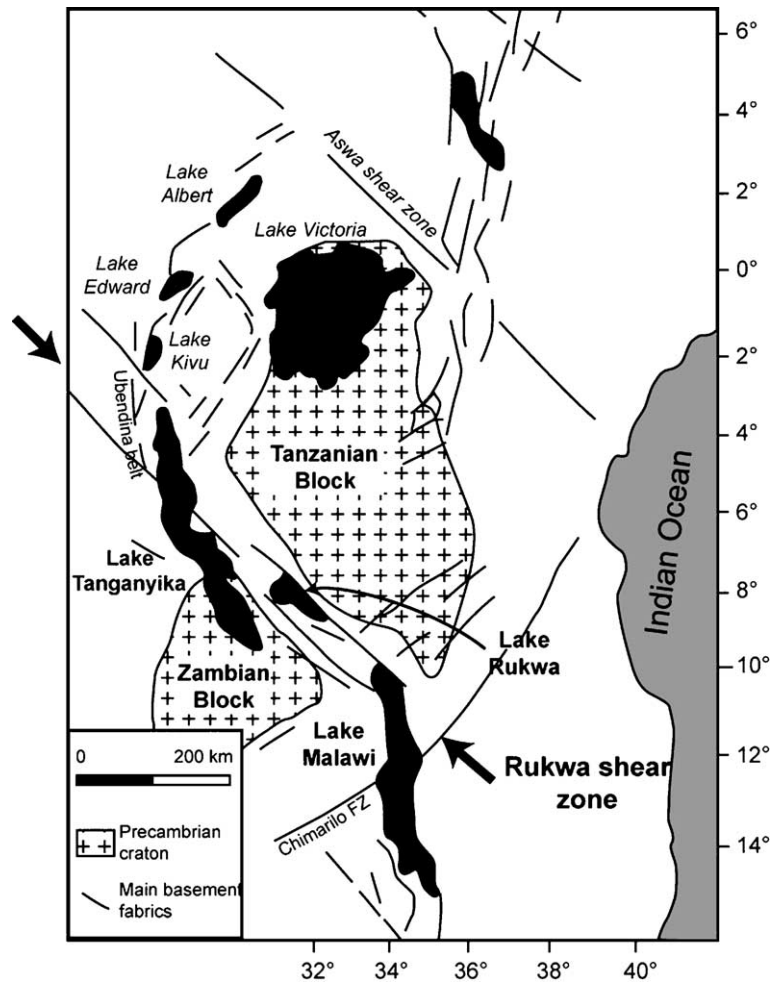 6°
4°
2°
0°
2°
4°
6°
8°
10°
12°
14°
Aswa shear zone
Lake
Albert
Lake Victoria
Lake
Edward
Lake
Kivu
Ubendina belt
Tanzanian
Block
Indian Ocean
Lake
Tanganyika
Lake
Rukwa
Zambian
Block
Lake
Malawi
Rukwa shear
zone
Chimarilo FZ
0 200 km
Precambrian
craton
Main basement
fabrics
32° 34° 36° 38° 40°